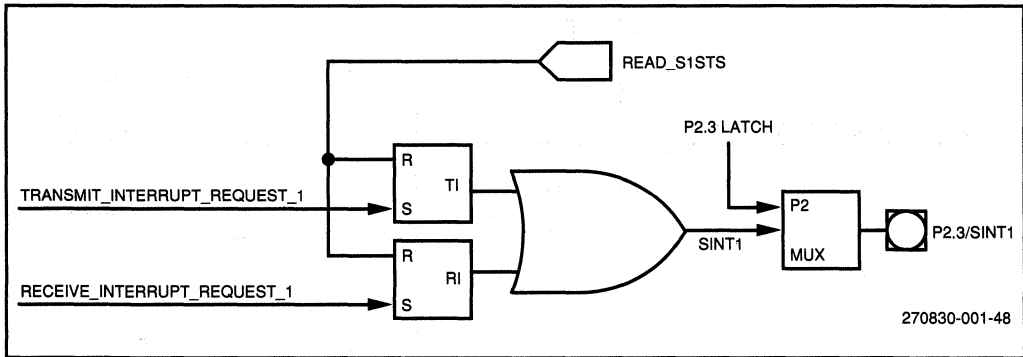 READ_S1STS
P2.3 LATCH
R
TI
TRANSMIT_INTERRUPT_REQUEST_1
S
P2
P2.3/SINT1
SINT1
MUX
R
RI
RECEIVE_INTERRUPT_REQUEST_1
S
270830-001-48